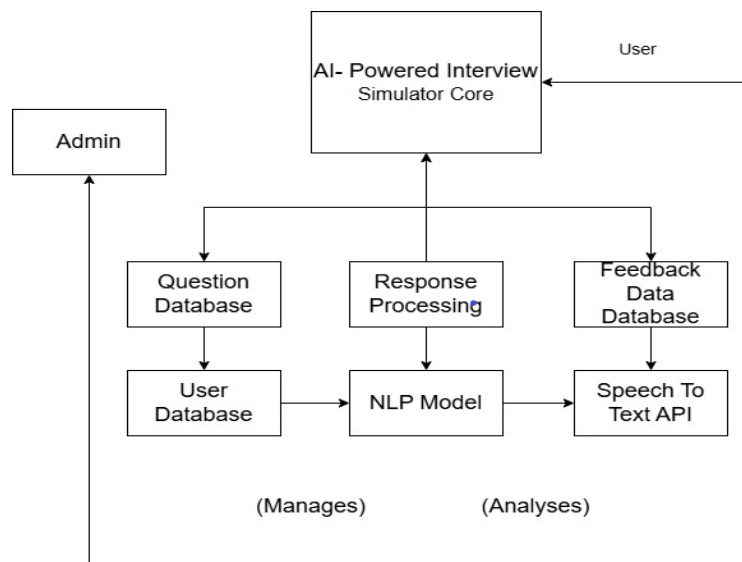 User
AI- Powered Interview
Simulator Core
Admin
Question
Database
Response
Processing
Feedback
Data
Database
User
Database
NLP Model
Speech To
Text API
(Manages)
(Analyses)